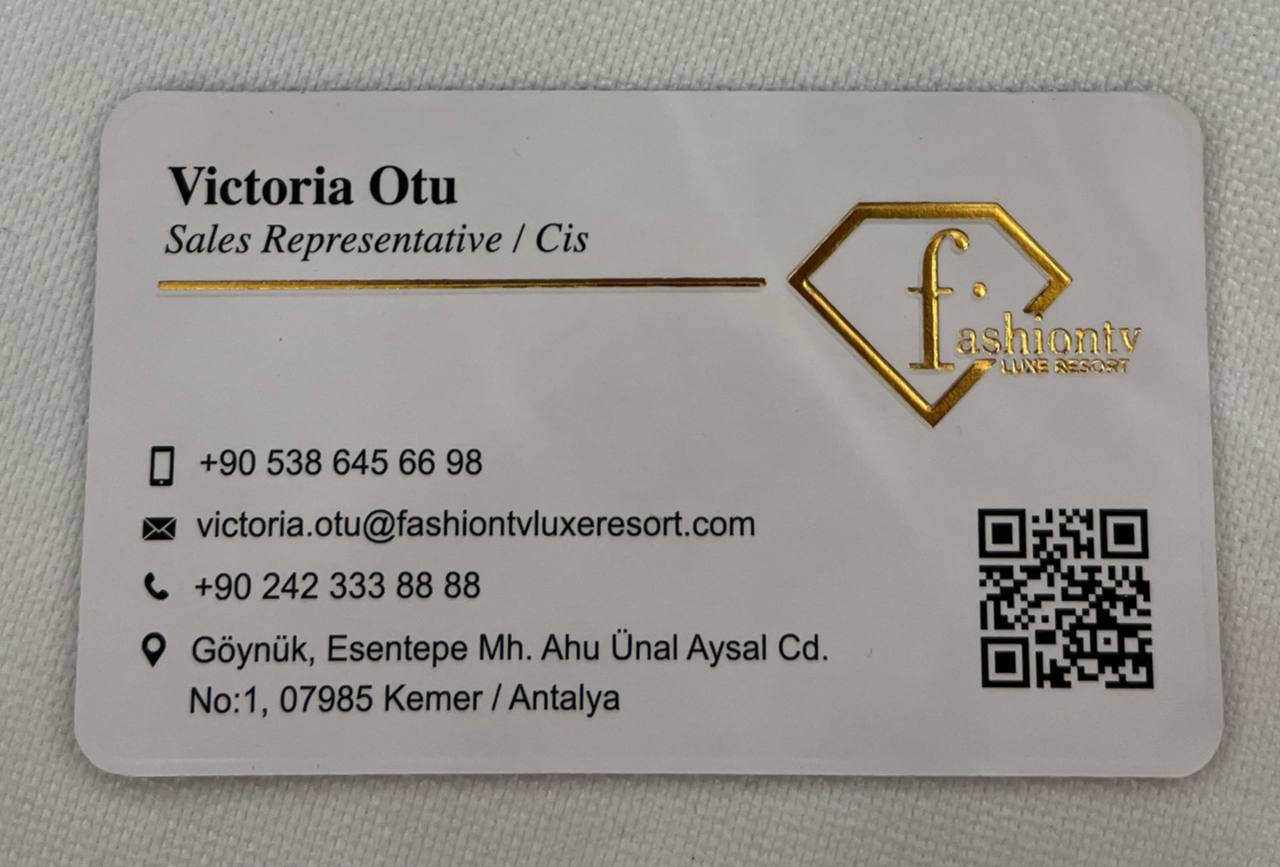 Victoria Otu
Sales Representative / Cis
fashiontv
LUXE RESORT
+90 538 645 66 98
victoria.otu@fashiontvluxeresort.com
+90 242 333 88 88
Göynük, Esentepe Mh. Ahu Ünal Aysal Cd.
No:1, 07985 Kemer / Antalya